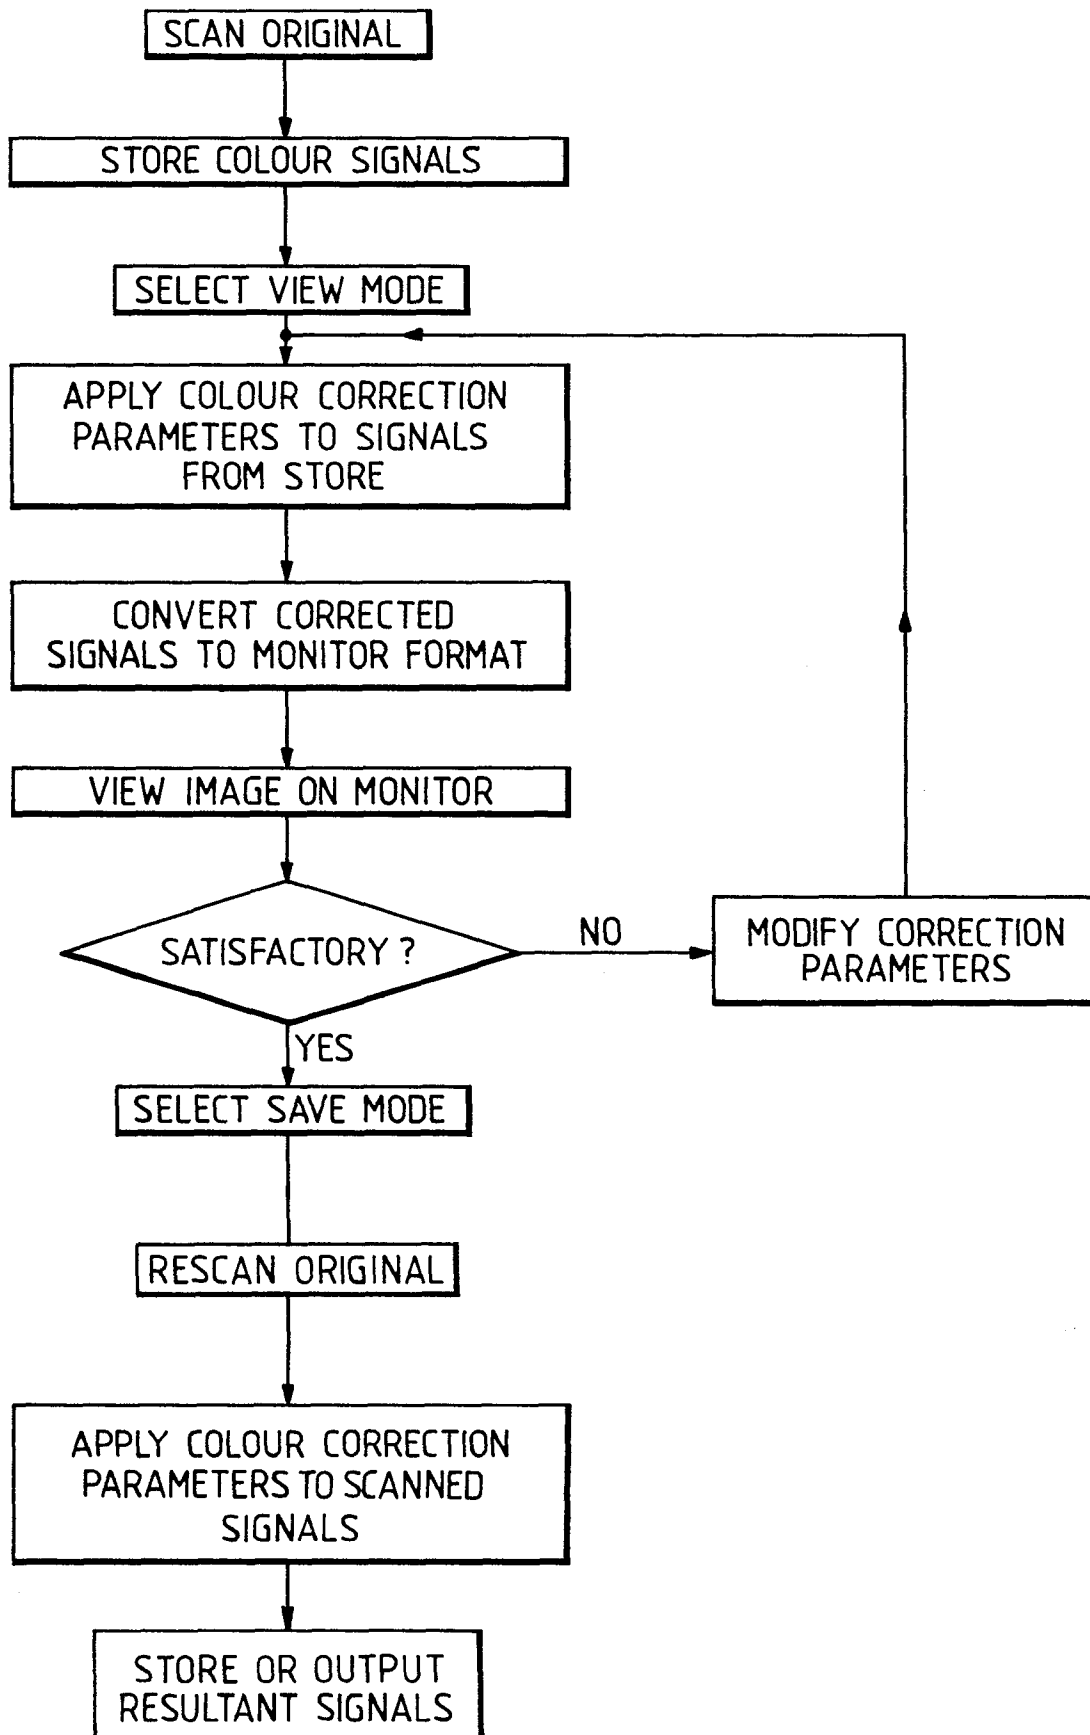 SCAN ORIGINAL
STORE COLOUR SIGNALS
SELECT VIEW MODE
APPLY COLOUR CORRECTION
PARAMETERS TO SIGNALS
FROM STORE
CONVERT CORRECTED
SIGNALS TO MONITOR FORMAT
VIEW IMAGE ON MONITOR
SATISFACTORY ?
NO
MODIFY CORRECTION
PARAMETERS
YES
SELECT SAVE MODE
RESCAN ORIGINAL
APPLY COLOUR CORRECTION
PARAMETERS TO SCANNED
SIGNALS
STORE OR OUTPUT
RESULTANT SIGNALS